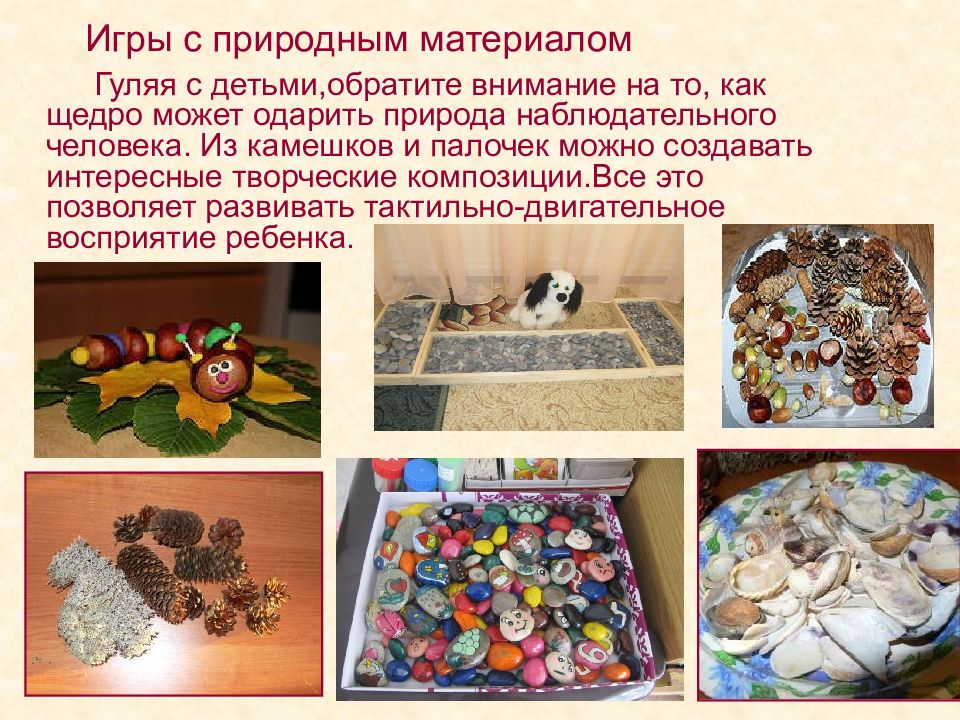 Игры с природным материалом
Гуляя с детьми,обратите внимание на то, как
щедро может одарить природа наблюдательного
человека. Из камешков и палочек можно создавать
интересные творческие композиции.Все это
позволяет развивать тактильно-двигательное
восприятие ребенка.
6